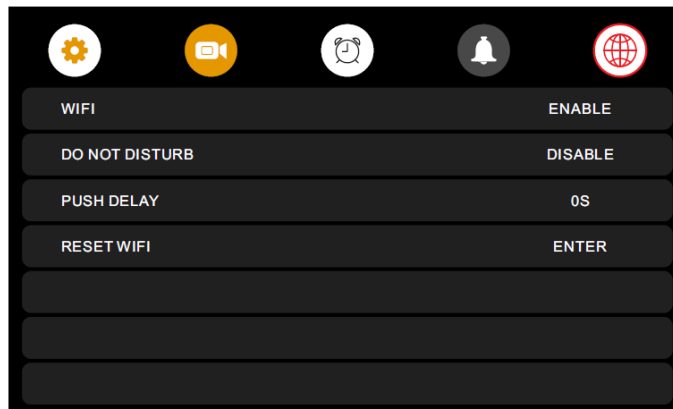 WIFI ENABLE
DO NOT DISTURB DISABLE
PUSH DELAY 0S
RESET WIFI ENTER